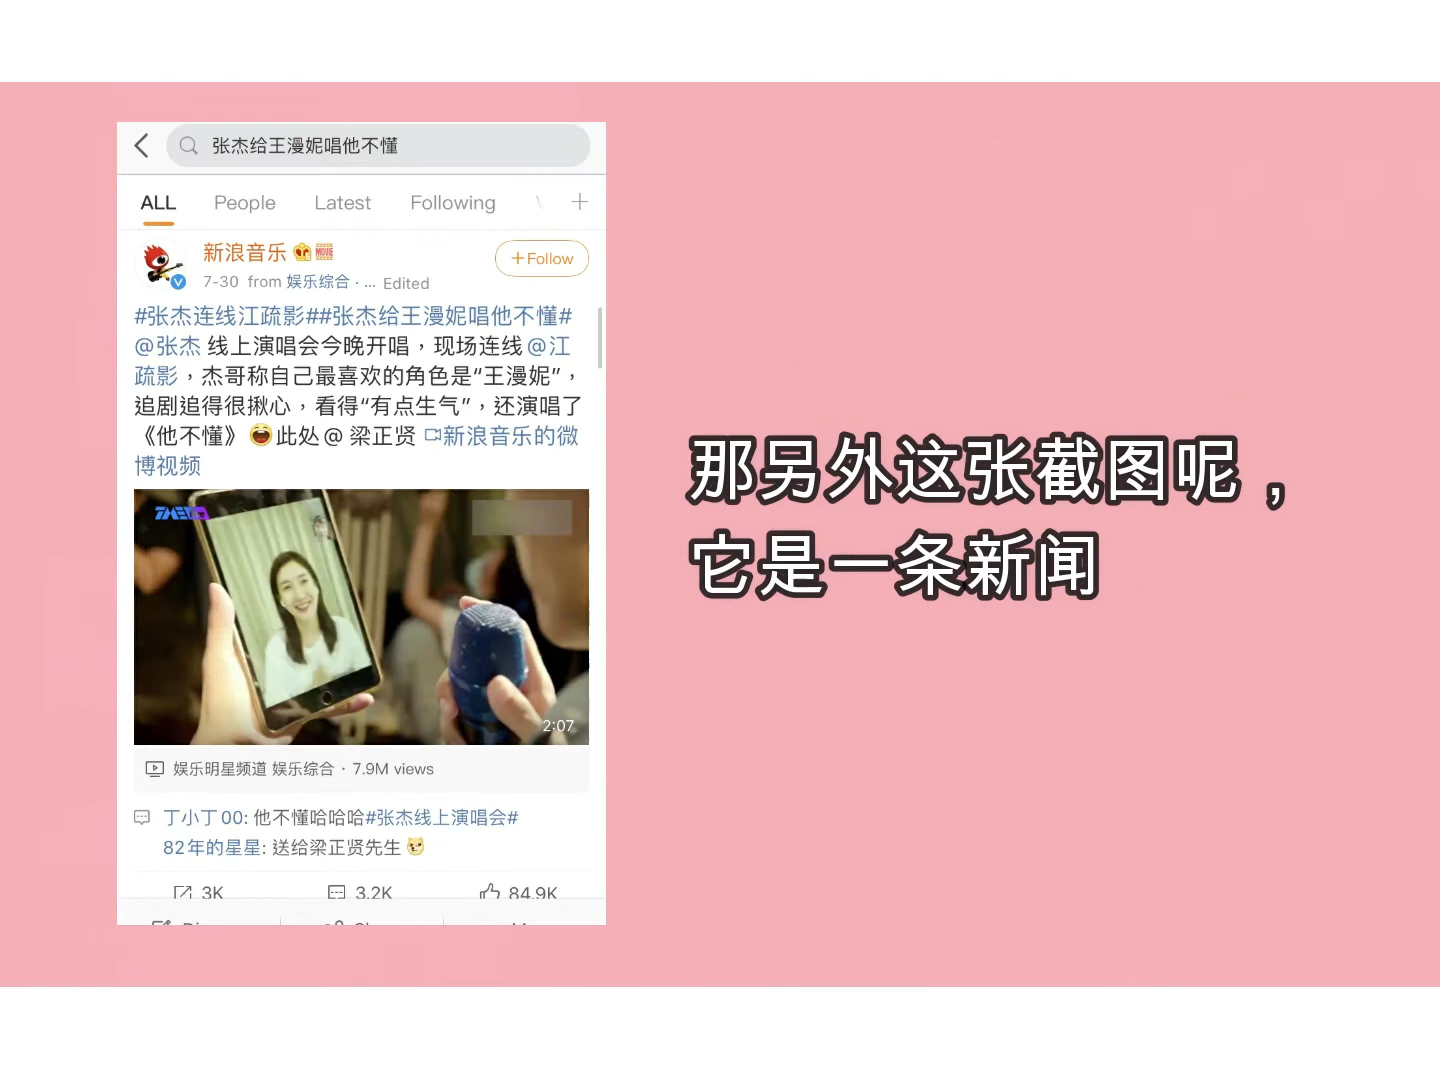 张杰给王漫妮唱他不懂
ALL People Latest Following
新浪音乐
MOVIE
+Follow
7-30 from 娱乐综合 · ... Edited
#张杰连线江疏影##张杰给王漫妮唱他不懂#
@张杰 线上演唱会今晚开唱，现场连线@江
疏影，杰哥称自己最喜欢的角色是“王漫妮”，
追剧追得很揪心，看得“有点生气”，还演唱了
《他不懂》此处@ 梁正贤 新浪音乐的微
博视频
2:07
娱乐明星频道 娱乐综合 · 7.9M views
丁小丁00: 他不懂哈哈哈#张杰线上演唱会#
82年的星星: 送给梁正贤先生
3K 3.2K 84.9K
那另外这张截图呢，
它是一条新闻